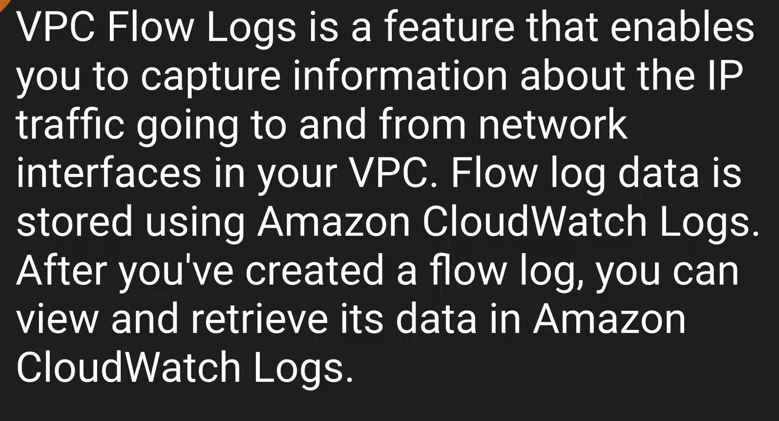 VPC Flow Logs is a feature that enables
you to capture information about the IP
traffic going to and from network
interfaces in your VPC. Flow log data is
stored using Amazon CloudWatch Logs.
After you've created a flow log, you can
view and retrieve its data in Amazon
CloudWatch Logs.